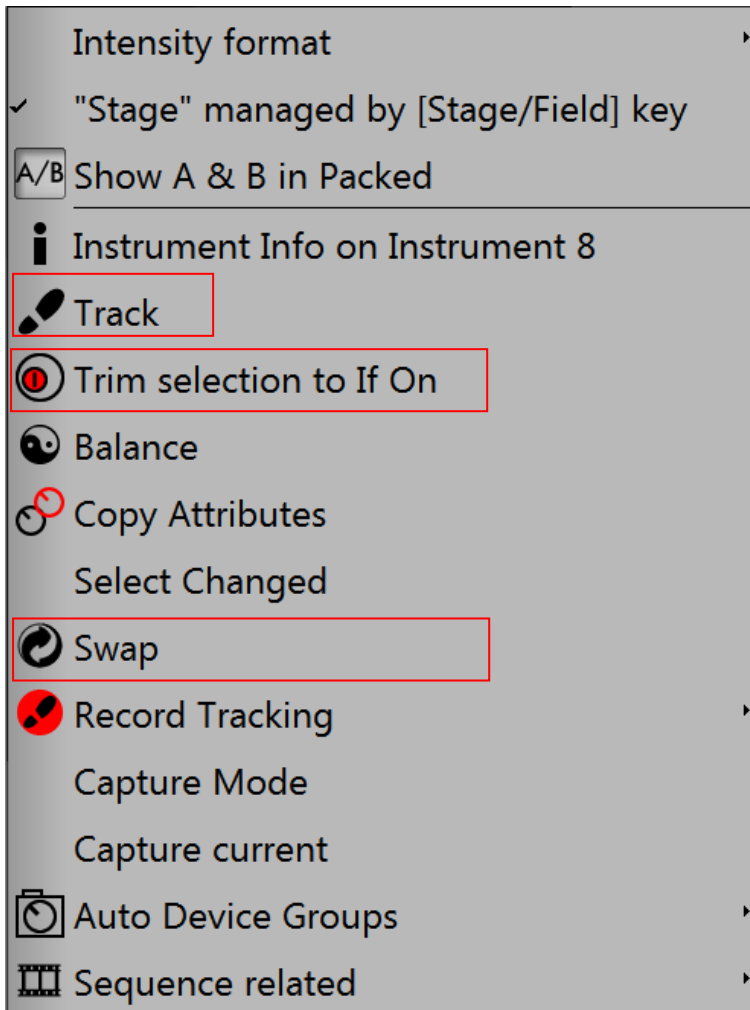 Intensity format
"Stage" managed by [Stage/Field] key
A/B Show A & B in Packed
Instrument Info on Instrument 8
Track
Trim selection to If On
Balance
Copy Attributes
Select Changed
Swap
Record Tracking
Capture Mode
Capture current
Auto Device Groups
Sequence related